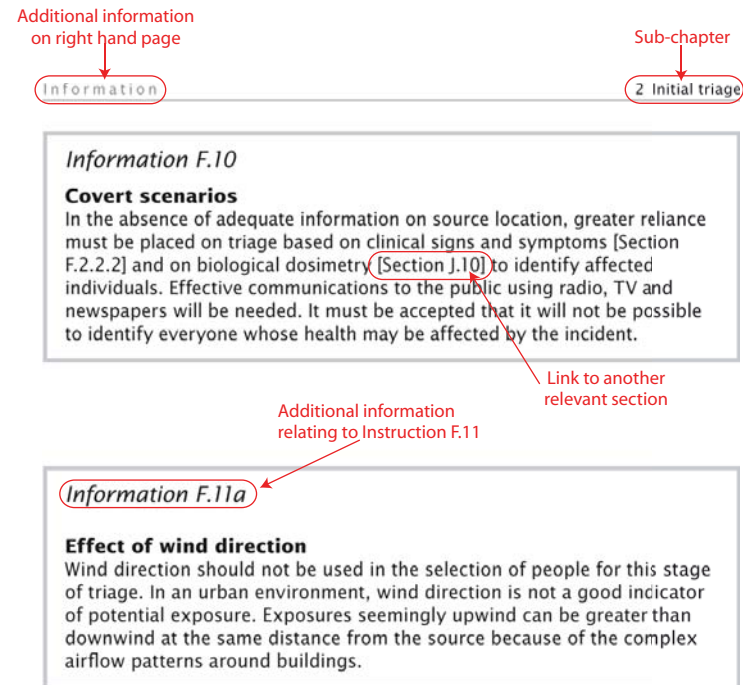 Additional information
on right hand page
Sub-chapter
Information
2 Initial triage
Information F.10
Covert scenarios
In the absence of adequate information on source location, greater reliance
must be placed on triage based on clinical signs and symptoms [Section
F.2.2.2] and on biological dosimetry [Section J.10] to identify affected
individuals. Effective communications to the public using radio, TV and
newspapers will be needed. It must be accepted that it will not be possible
to identify everyone whose health may be affected by the incident.
Link to another
relevant section
Additional information
relating to Instruction F.11
Information F.11a
Effect of wind direction
Wind direction should not be used in the selection of people for this stage
of triage. In an urban environment, wind direction is not a good indicator
of potential exposure. Exposures seemingly upwind can be greater than
downwind at the same distance from the source because of the complex
airflow patterns around buildings.